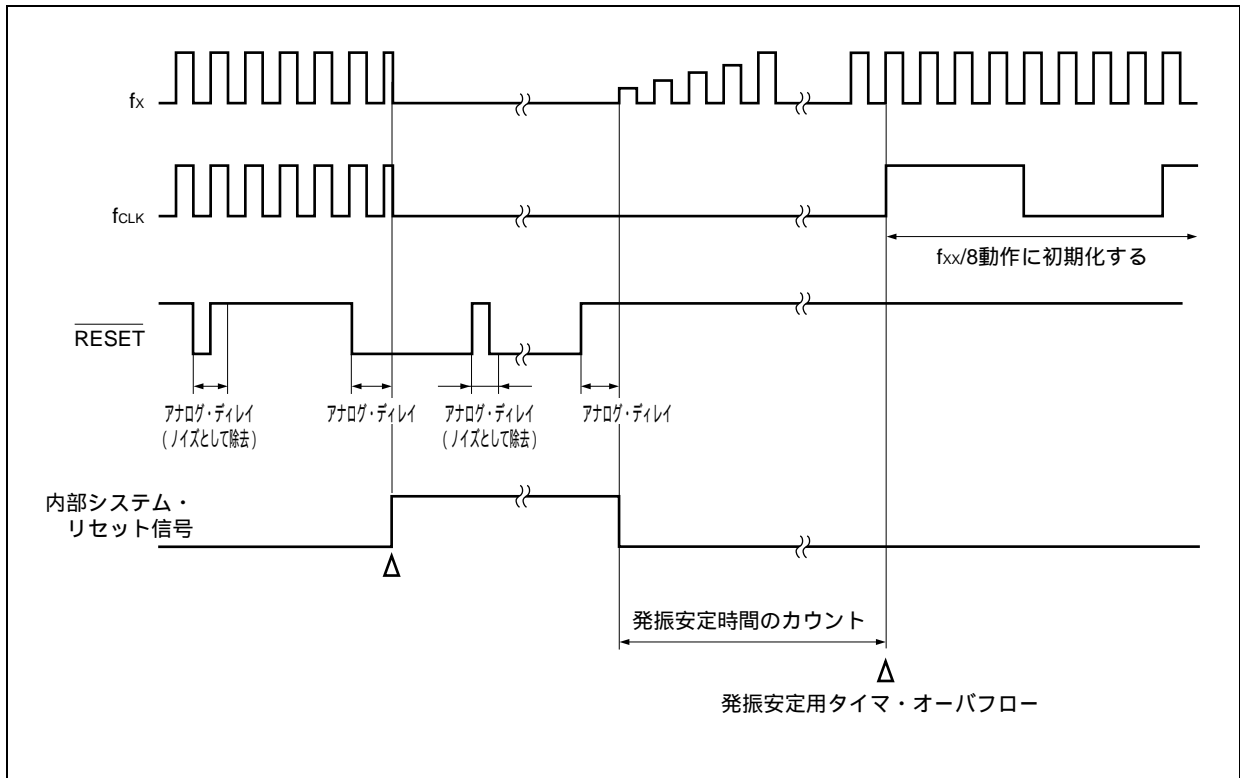 fX
fCLK
fXX/8動作に初期化する
RESET
アナログ・ディレイ
(ノイズとして除去)
アナログ・ディレイ
アナログ・ディレイ
(ノイズとして除去)
アナログ・ディレイ
内部システム・
リセット信号
発振安定時間のカウント
発振安定用タイマ・オーバフロー